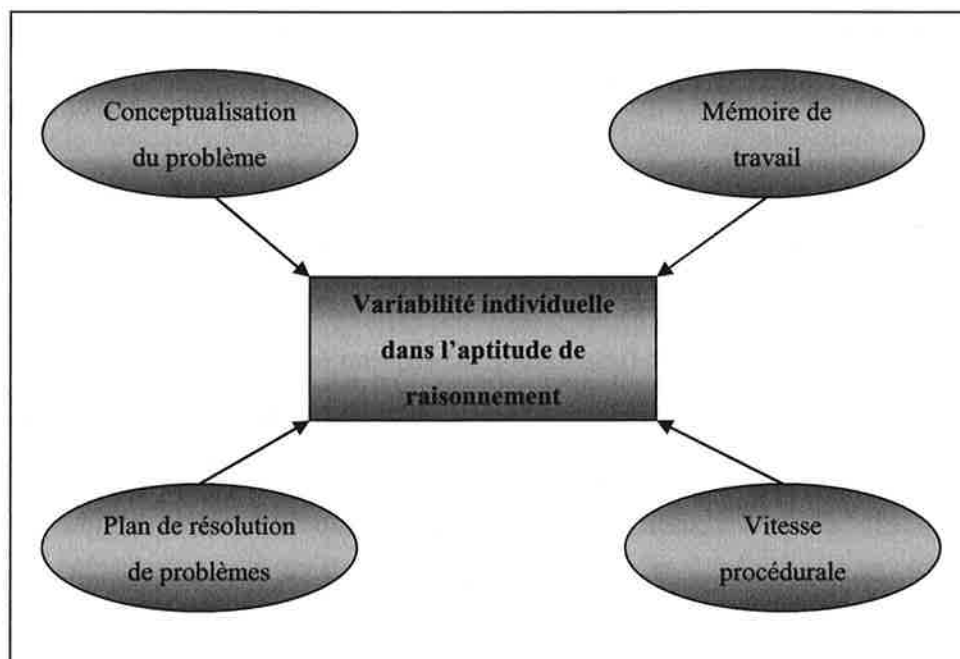 Conceptualisation
du problème
Mémoire de
travail
Variabilité individuelle
dans l'aptitude de
raisonnement
Plan de résolution
de problèmes
Vitesse
procédurale